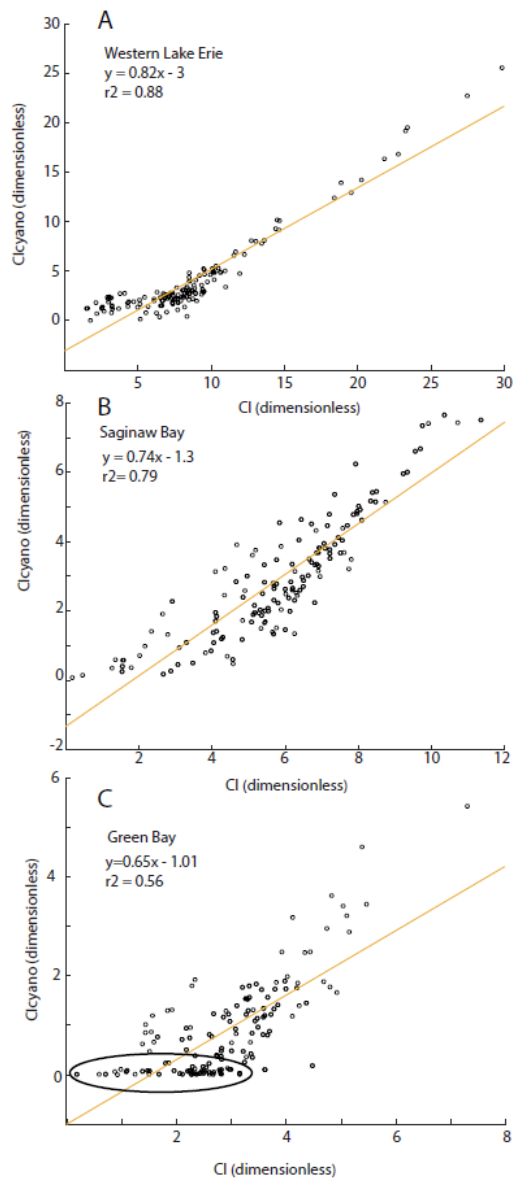 A
Western Lake Erie
y = 0.82x - 3
r2 = 0.88
CIcyano (dimensionless)
30
25
20
15
10
5
0
5 10 15 20 25 30
CI (dimensionless)
B
Saginaw Bay
y = 0.74x - 1.3
r2= 0.79
CIcyano (dimensionless)
8
6
4
2
0
-2
2 4 6 8 10 12
CI (dimensionless)
C
Green Bay
y=0.65x - 1.01
r2 = 0.56
CIcyano (dimensionless)
6
4
2
0
2 4 6 8
CI (dimensionless)